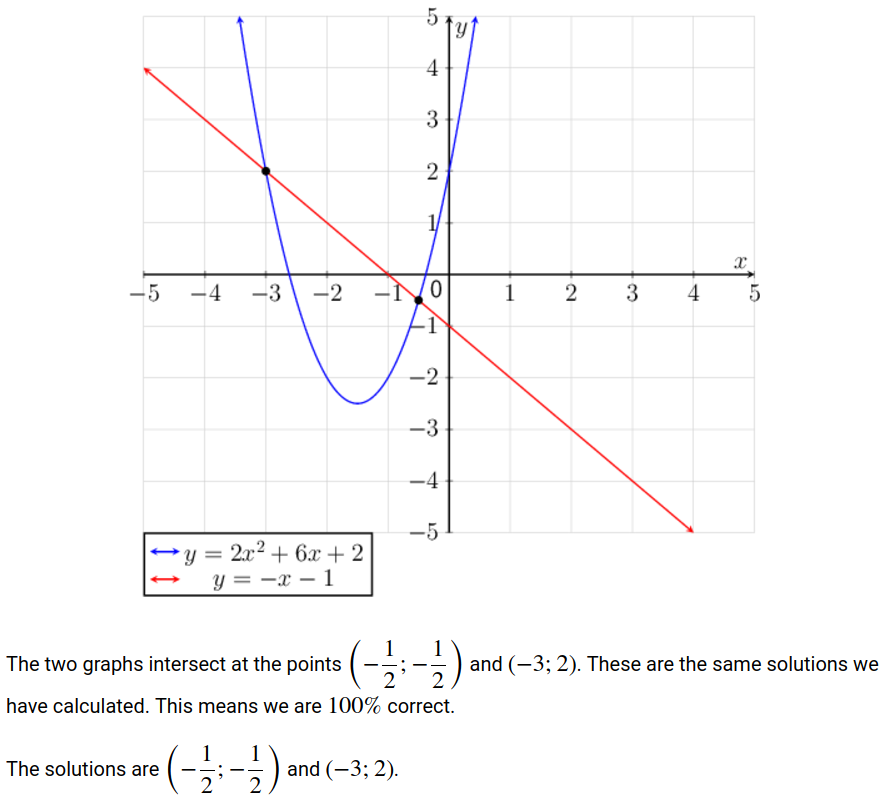 5
y
4
3
2
1
x
−5 −4 −3 −2 −1 0 1 2 3 4 5
−1
−2
−3
−4
−5
y = 2x² + 6x + 2
y = −x − 1
The two graphs intersect at the points (−1/2; −1/2) and (−3; 2). These are the same solutions we
have calculated. This means we are 100% correct.
The solutions are (−1/2; −1/2) and (−3; 2).